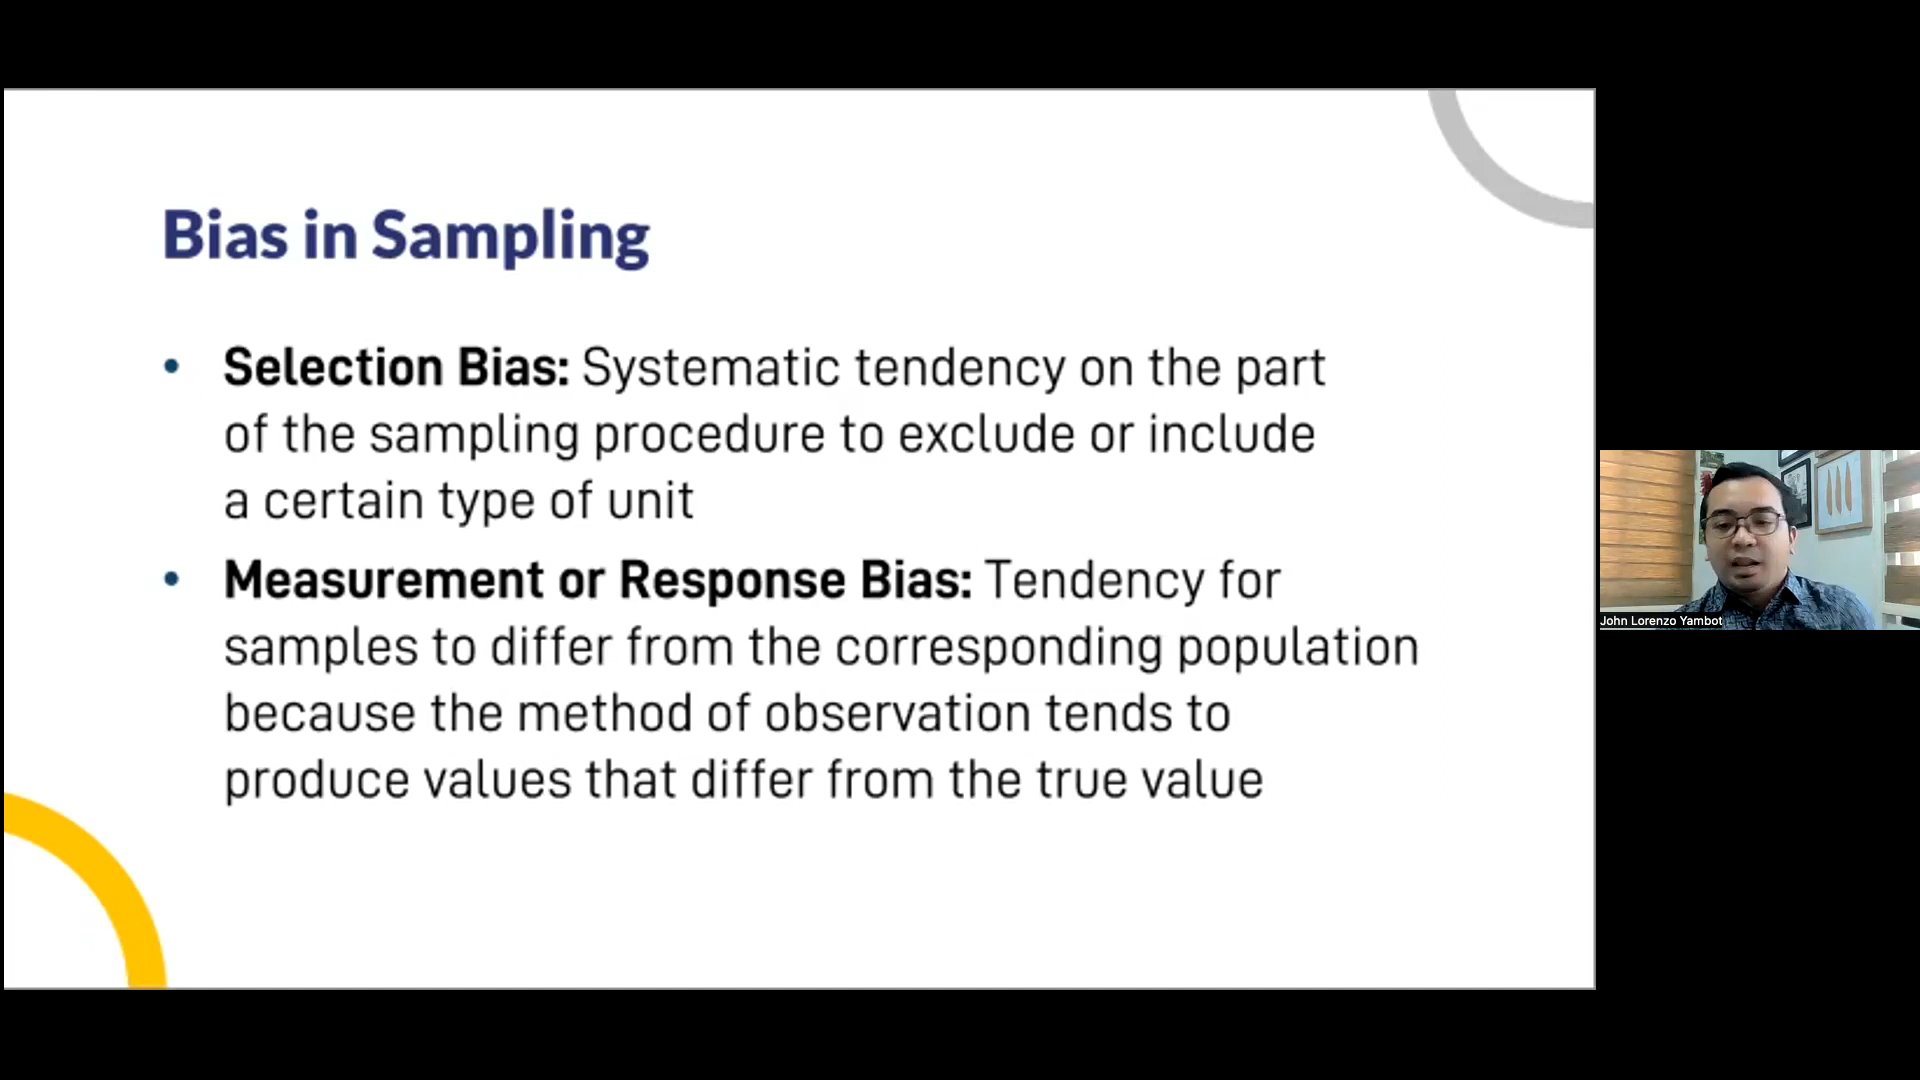 Bias in Sampling
• Selection Bias: Systematic tendency on the part
of the sampling procedure to exclude or include
a certain type of unit
• Measurement or Response Bias: Tendency for
samples to differ from the corresponding population
because the method of observation tends to
produce values that differ from the true value
John Lorenzo Yambot